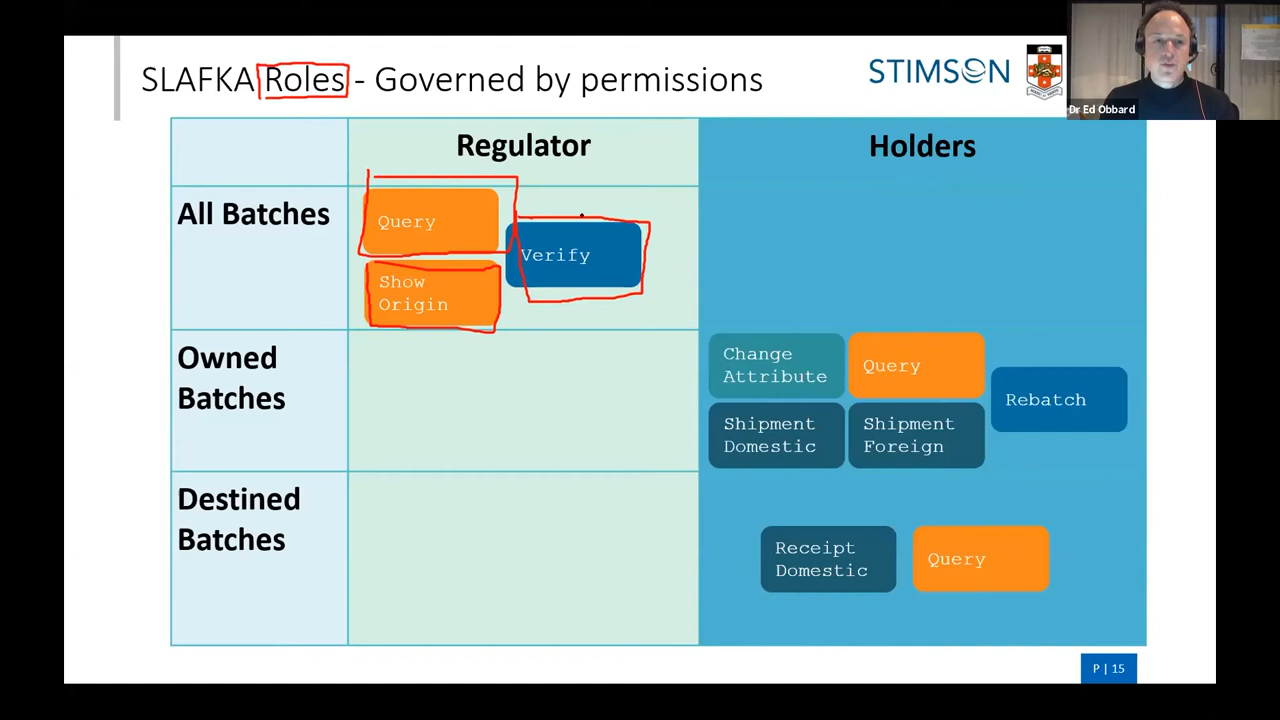 SLAFKA Roles - Governed by permissions
STIMSON
Dr Ed Obbard
Regulator
Holders
All Batches
Query
Verify
Show
Origin
Owned
Batches
Change
Attribute
Query
Rebatch
Shipment
Domestic
Shipment
Foreign
Destined
Batches
Receipt
Domestic
Query
P | 15